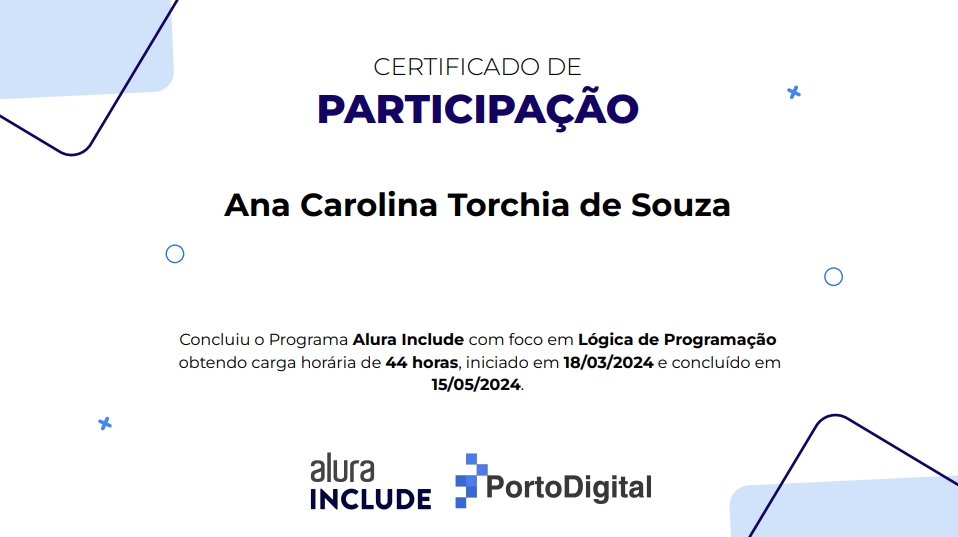 CERTIFICADO DE
PARTICIPAÇÃO
Ana Carolina Torchia de Souza
Concluiu o Programa Alura Include com foco em Lógica de Programação
obtendo carga horária de 44 horas, iniciado em 18/03/2024 e concluído em
15/05/2024.
alura
INCLUDE
PortoDigital